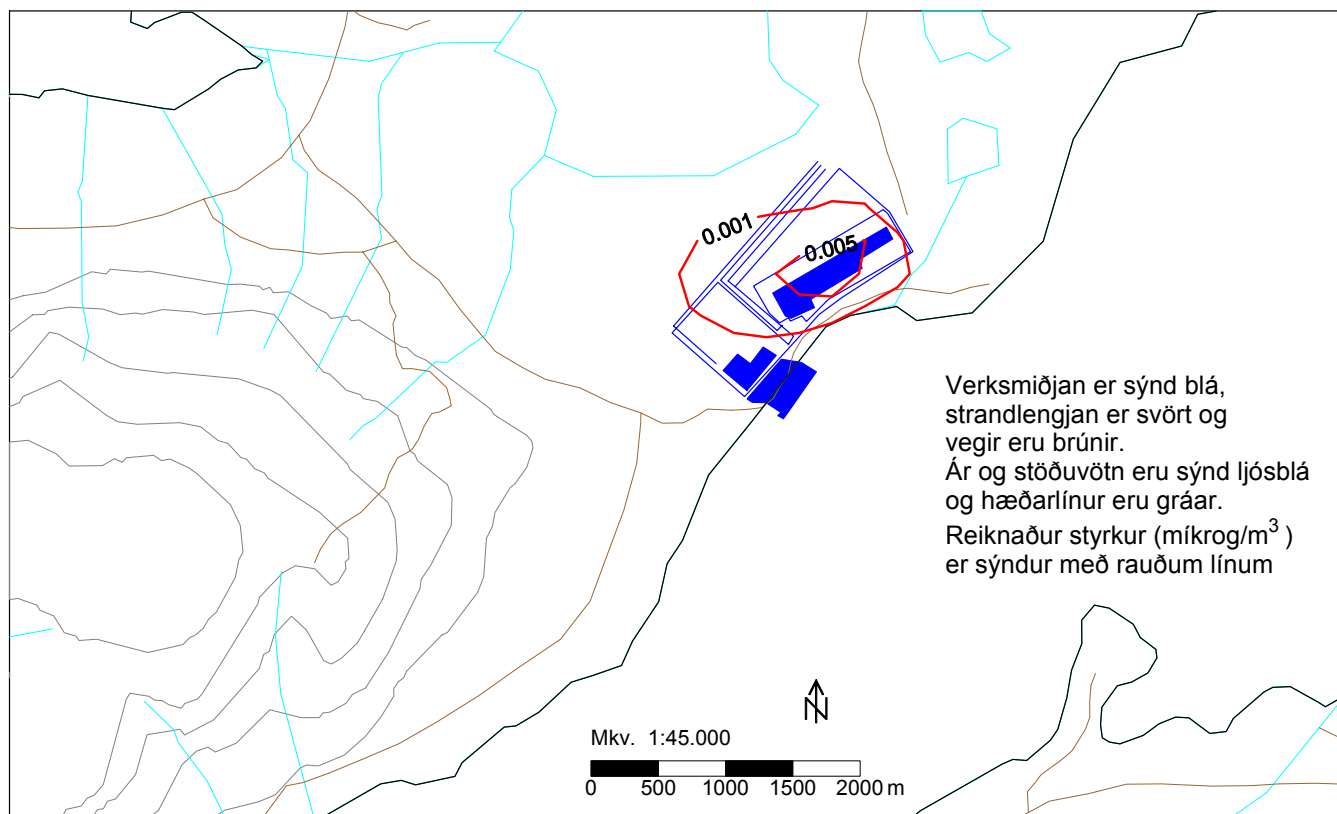 0.001
0.005
Verksmiðjan er sýnd blá,
strandlengjan er svört og
vegir eru brúnir.
Ár og stöðuvötn eru sýnd ljósblá
og hæðarlínur eru gráar.
Reiknaður styrkur (míkrog/m³ )
er sýndur með rauðum línum
N
Mkv. 1:45.000
0 500 1000 1500 2000 m